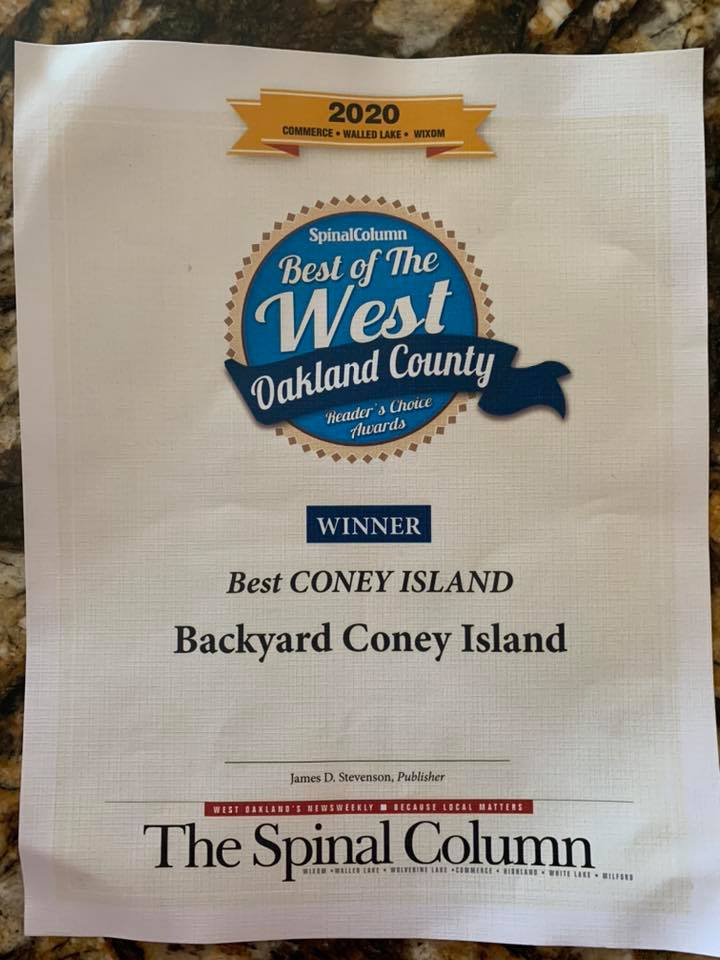 2020
COMMERCE • WALLED LAKE • WIXOM
SpinalColumn
Best of The
West
Oakland County
Reader's Choice
Awards
WINNER
Best CONEY ISLAND
Backyard Coney Island
James D. Stevenson, Publisher
WEST OAKLAND'S NEWSWEEKLY ■ BECAUSE LOCAL MATTERS
The Spinal Column
WIXOM • WALLED LAKE • WOLVERINE LAKE • COMMERCE • HIGHLAND • WHITE LAKE • MILFORD